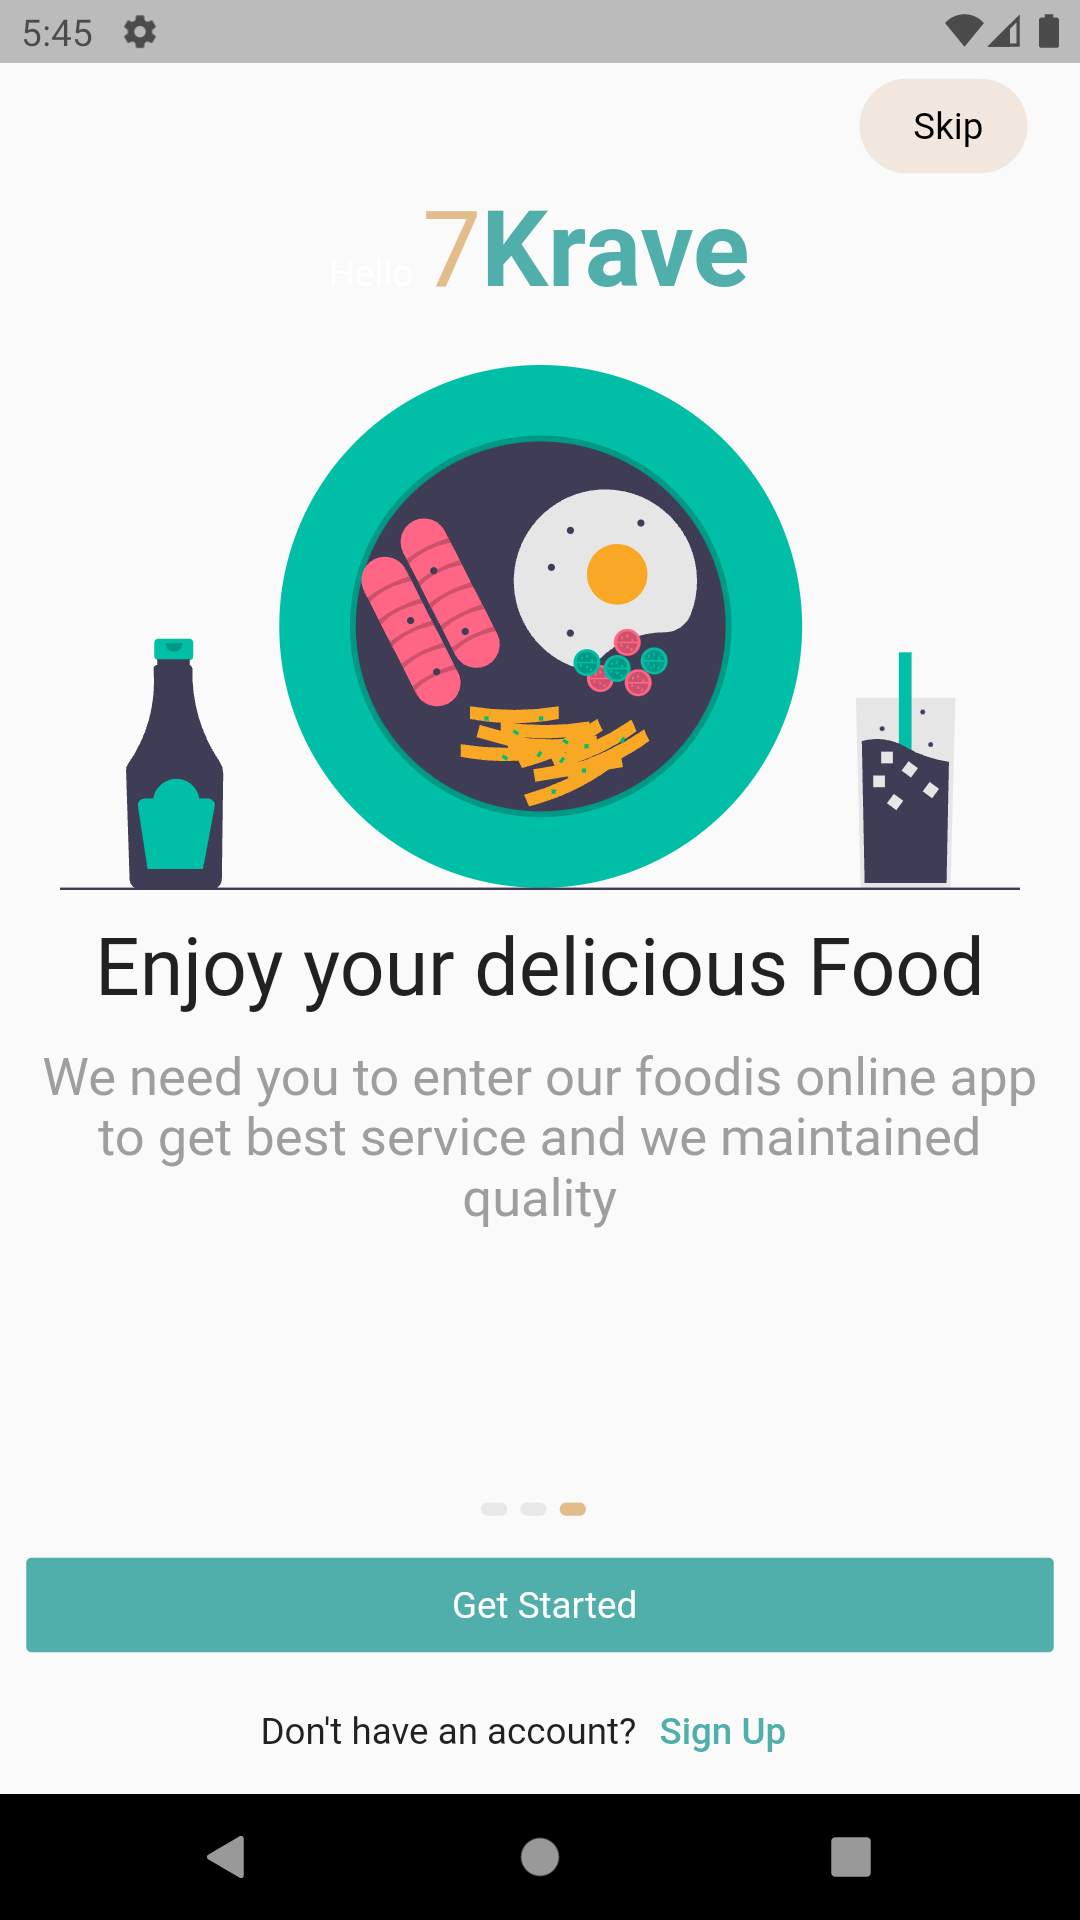 5:45
Skip
Hello 7Krave
Enjoy your delicious Food
We need you to enter our foodis online app
to get best service and we maintained
quality
Get Started
Don't have an account? Sign Up